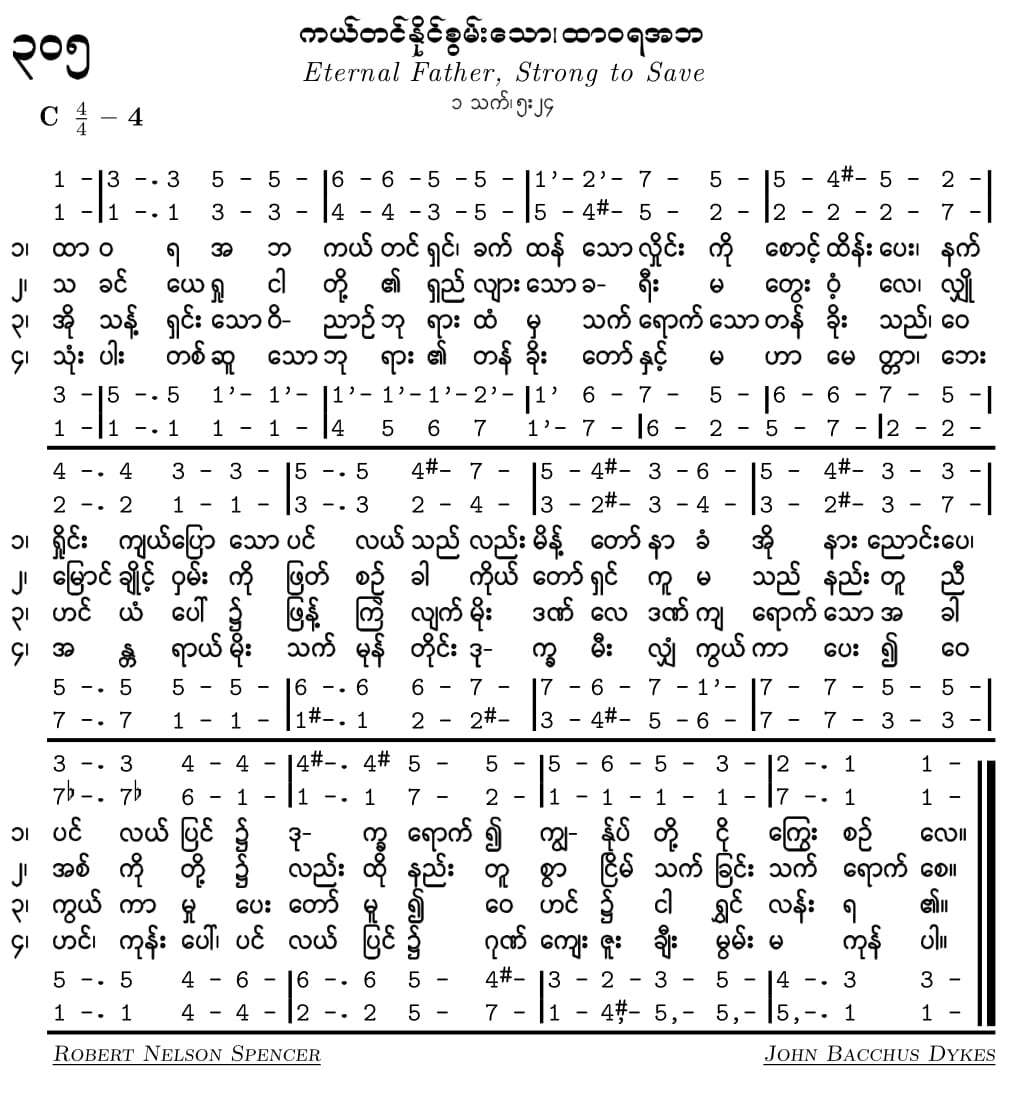 ၃၀၅
ကယ်တင်နိုင်စွမ်းသော၊ထာဝရအဘ
Eternal Father, Strong to Save
၁ သက်၊ ၅း၂၄
C 4/4 – 4
1 -|3 -. 3 5 - 5 -|6 - 6 - 5 - 5 -|1’- 2’- 7 - 5 -|5 - 4#- 5 - 2 -|
1 -|1 -. 1 3 - 3 -|4 - 4 - 3 - 5 -|5 - 4#- 5 - 2 -|2 - 2 - 2 - 7 -|
၁၊ ထာ ဝ ရ အ ဘ ကယ် တင် ရှင်၊ ခက် ထန် သော လှိုင်း ကို စောင့် ထိန်း ပေး၊ နက်
၂၊ သ ခင် ယေ ရှု ငါ တို့ ၏ ရှည် လျား သော ခ- ရီး မ တွေး ဝံ့ လေ၊ လျှို
၃၊ အို သန့် ရှင်း သော ဝိ- ညာဉ် ဘု ရား ထံ မှ သက် ရောက် သော တန် ခိုး သည်၊ ဝေ
၄၊ သုံး ပါး တစ် ဆူ သော ဘု ရား ၏ တန် ခိုး တော် နှင့် မ ဟာ မေ တ္တာ၊ ဘေး
3 -|5 -. 5 1’- 1’-|1’- 1’- 1’- 2’-|1’ 6 - 7 - 5 -|6 - 6 - 7 - 5 -|
1 -|1 -. 1 1 - 1 -|4 5 6 7 1’- 7 -|6 - 2 - 5 - 7 -|2 - 2 -
4 -. 4 3 - 3 -|5 -. 5 4#- 7 -|5 - 4#- 3 - 6 -|5 - 4#- 3 - 3 -|
2 -. 2 1 - 1 -|3 -. 3 2 - 4 -|3 - 2#- 3 - 4 -|3 - 2#- 3 - 7 -|
၁၊ ရှိုင်း ကျယ် ပြော သော ပင် လယ် သည် လည်း မိန့် တော် နာ ခံ အို နား ညောင်း ပေ၊
၂၊ မြောင် ချိုင့် ဝှမ်း ကို ဖြတ် စဉ် ခါ ကိုယ် တော် ရှင် ကူ မ သည် နည်း တူ ညီ
၃၊ ဟင် ယံ ပေါ် ၌ ဖြန့် ကြဲ လျက် မိုး ဒဏ် လေ ဒဏ် ကျ ရောက် သော အ ခါ
၄၊ အ န္တ ရာယ် မိုး သက် မုန် တိုင်း ဒု- က္ခ မီး လျှံ ကွယ် ကာ ပေး ၍ ဝေ
5 -. 5 5 - 5 -|6 -. 6 6 - 7 -|7 - 6 - 7 - 1’-|7 - 7 - 5 - 5 -|
7 -. 7 1 - 1 -|1#-. 1 2 - 2#-|3 - 4#- 5 - 6 -|7 - 7 - 3 - 3 -|
3 -. 3 4 - 4 -|4#-. 4# 5 - 5 -|5 - 6 - 5 - 3 -|2 -. 1 1 -
7♭-. 7♭ 6 - 1 -|1 -. 1 7 - 2 -|1 - 1 - 1 - 1 -|7 -. 1 1 -
၁၊ ပင် လယ် ပြင် ၌ ဒု- က္ခ ရောက် ၍ ကျွ- န်ုပ် တို့ ငို ကြွေး စဉ် လေ။
၂၊ အစ် ကို တို့ ၌ လည်း ထို နည်း တူ စွာ ငြိမ် သက် ခြင်း သက် ရောက် စေ။
၃၊ ကွယ် ကာ မှု ပေး တော် မူ ၍ ဝေ ဟင် ၌ ငါ ရွှင် လန်း ရ ၏။
၄၊ ဟင်၊ ကုန်း ပေါ်၊ ပင် လယ် ပြင် ၌ ဂုဏ် ကျေး ဇူး ချီး မွမ်း မ ကုန် ပါ။
5 -. 5 4 - 6 -|6 -. 6 5 - 4#-|3 - 2 - 3 - 5 -|4 -. 3 3 -
1 -. 1 4 - 4 -|2 -. 2 5 - 7 -|1 - 4#,- 5,- 5,-|5,-. 1 1 -
Robert Nelson Spencer
John Bacchus Dykes